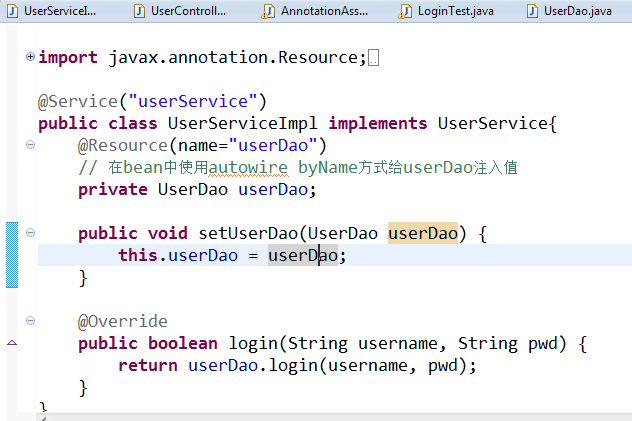 UserServiceI... UserControll... AnnotationAss... LoginTest.java UserDao.java
import javax.annotation.Resource;
@Service("userService")
public class UserServiceImpl implements UserService{
@Resource(name="userDao")
// 在bean中使用autowire byName方式给userDao注入值
private UserDao userDao;
public void setUserDao(UserDao userDao) {
this.userDao = userDao;
}
@Override
public boolean login(String username, String pwd) {
return userDao.login(username, pwd);
}
}